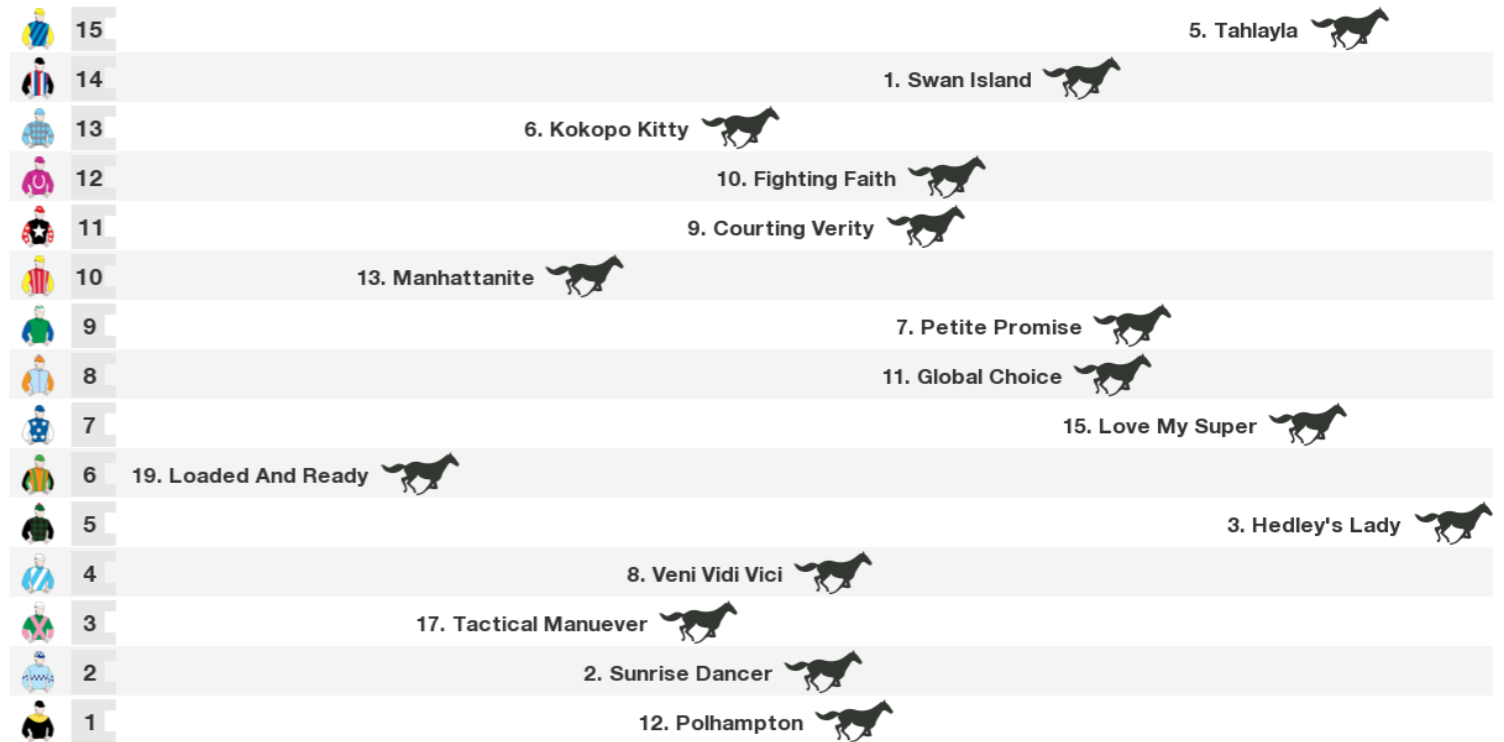 15 5. Tahlayla
14 1. Swan Island
13 6. Kokopo Kitty
12 10. Fighting Faith
11 9. Courting Verity
10 13. Manhattanite
9 7. Petite Promise
8 11. Global Choice
7 15. Love My Super
6 19. Loaded And Ready
5 3. Hedley's Lady
4 8. Veni Vidi Vici
3 17. Tactical Manuever
2 2. Sunrise Dancer
1 12. Polhampton